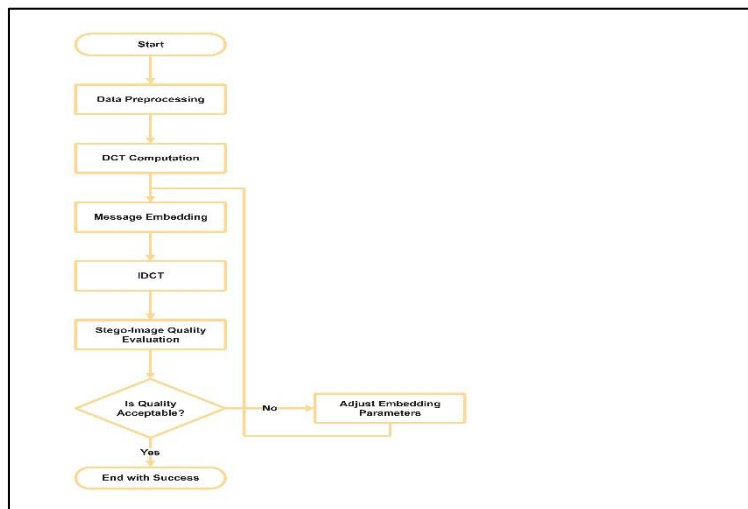 Start
Data Preprocessing
DCT Computation
Message Embedding
IDCT
Stego-Image Quality
Evaluation
Is Quality
Acceptable?
No
Adjust Embedding
Parameters
Yes
End with Success